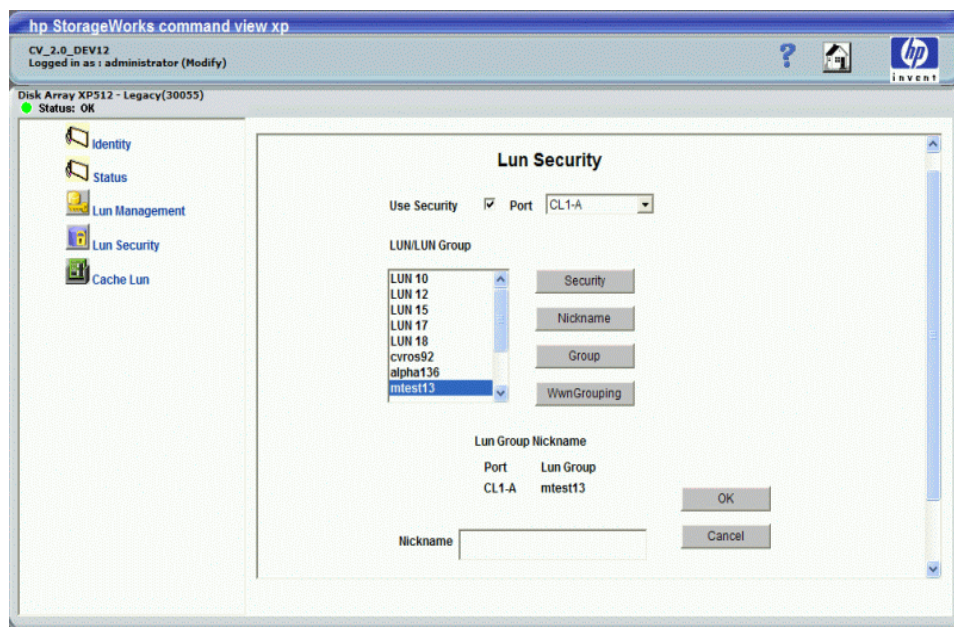 hp StorageWorks command view xp
CV_2.0_DEV12
Logged in as : administrator (Modify)
?
hp
invent
Disk Array XP512 - Legacy(30055)
Status: OK
Identity
Status
Lun Management
Lun Security
Cache Lun
Lun Security
Use Security Port CL1-A
LUN/LUN Group
LUN 10
LUN 12
LUN 15
LUN 17
LUN 18
cvros92
alpha136
mtest13
Security
Nickname
Group
WwnGrouping
Lun Group Nickname
Port Lun Group
CL1-A mtest13
OK
Cancel
Nickname